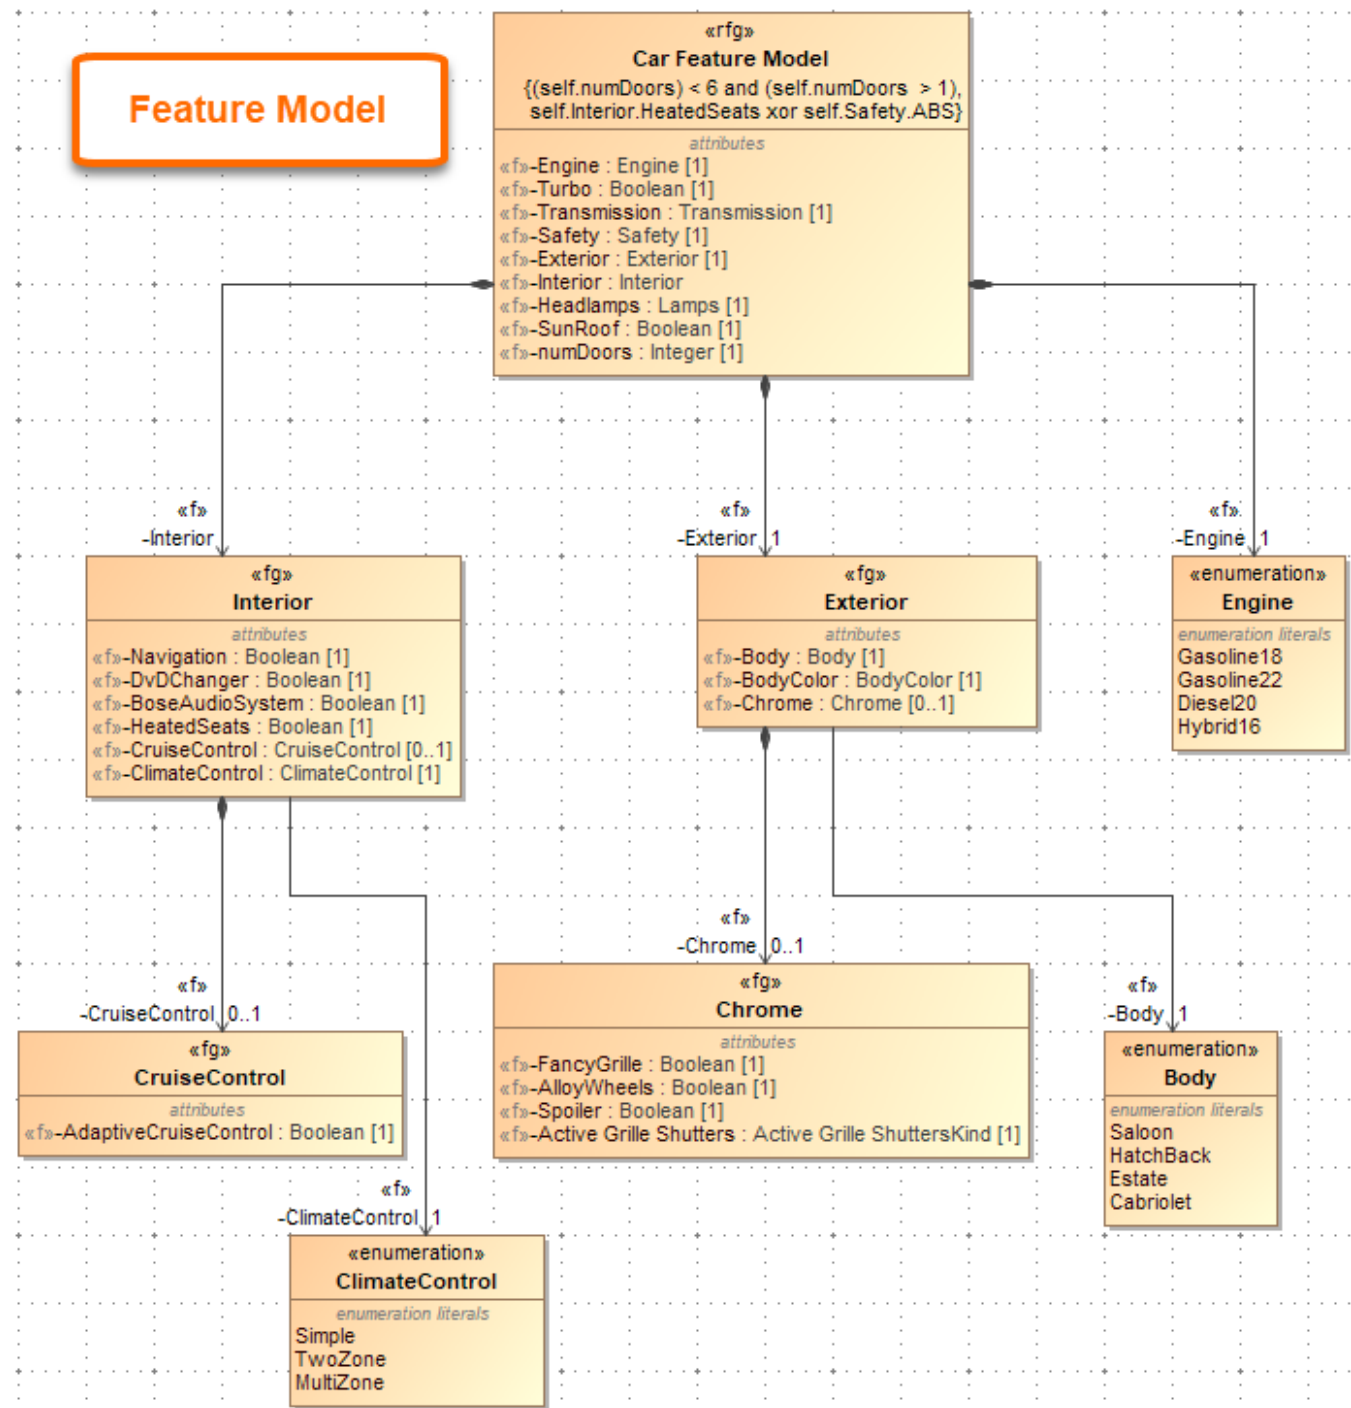 Feature Model
«rfg»
Car Feature Model
{(self.numDoors) < 6 and (self.numDoors  > 1),
self.Interior.HeatedSeats xor self.Safety.ABS}
attributes
«f»-Engine : Engine [1]
«f»-Turbo : Boolean [1]
«f»-Transmission : Transmission [1]
«f»-Safety : Safety [1]
«f»-Exterior : Exterior [1]
«f»-Interior : Interior
«f»-Headlamps : Lamps [1]
«f»-SunRoof : Boolean [1]
«f»-numDoors : Integer [1]
«f»
-Interior
«f»
-Exterior 1
«f»
-Engine 1
«fg»
Interior
attributes
«f»-Navigation : Boolean [1]
«f»-DvDChanger : Boolean [1]
«f»-BoseAudioSystem : Boolean [1]
«f»-HeatedSeats : Boolean [1]
«f»-CruiseControl : CruiseControl [0..1]
«f»-ClimateControl : ClimateControl [1]
«fg»
Exterior
attributes
«f»-Body : Body [1]
«f»-BodyColor : BodyColor [1]
«f»-Chrome : Chrome [0..1]
«enumeration»
Engine
enumeration literals
Gasoline18
Gasoline22
Diesel20
Hybrid16
«f»
-CruiseControl 0..1
«f»
-Chrome 0..1
«f»
-Body 1
«fg»
CruiseControl
attributes
«f»-AdaptiveCruiseControl : Boolean [1]
«fg»
Chrome
attributes
«f»-FancyGrille : Boolean [1]
«f»-AlloyWheels : Boolean [1]
«f»-Spoiler : Boolean [1]
«f»-Active Grille Shutters : Active Grille ShuttersKind [1]
«enumeration»
Body
enumeration literals
Saloon
HatchBack
Estate
Cabriolet
«f»
-ClimateControl 1
«enumeration»
ClimateControl
enumeration literals
Simple
TwoZone
MultiZone